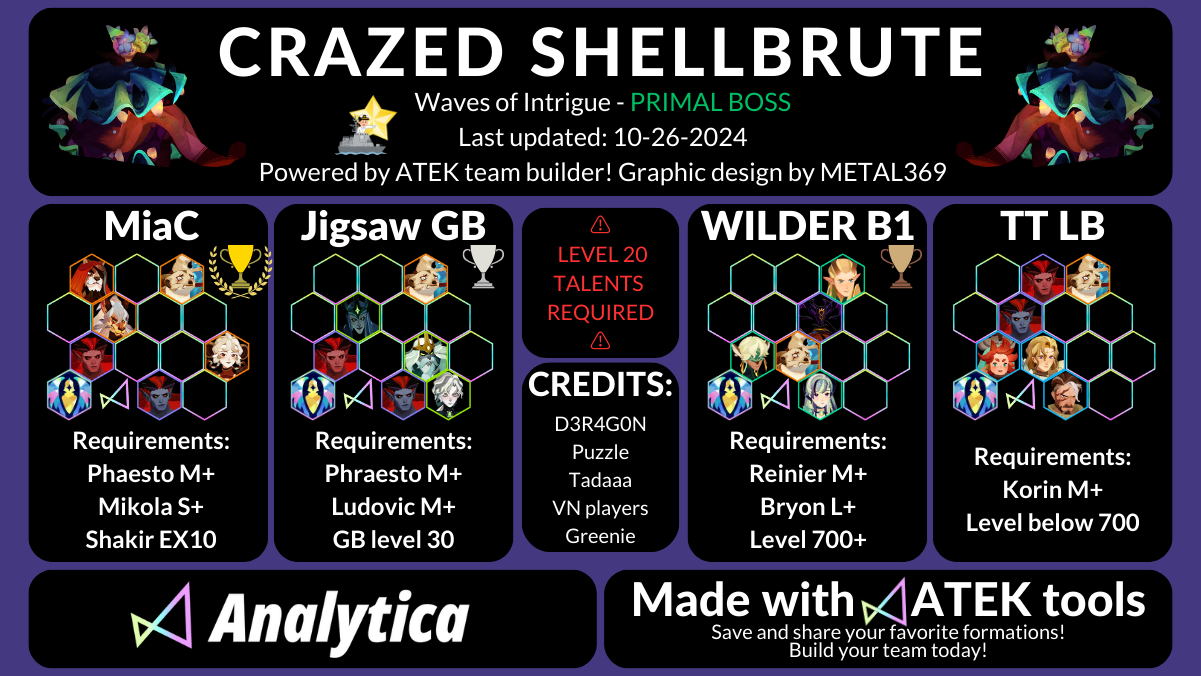 CRAZED SHELLBRUTE
Waves of Intrigue - PRIMAL BOSS
Last updated: 10-26-2024
Powered by ATEK team builder! Graphic design by METAL369
MiaC
Requirements:
Phaesto M+
Mikola S+
Shakir EX10
Jigsaw GB
Requirements:
Phraesto M+
Ludovic M+
GB level 30
LEVEL 20
TALENTS
REQUIRED
CREDITS:
D3R4G0N
Puzzle
Tadaaa
VN players
Greenie
WILDER B1
Requirements:
Reinier M+
Bryon L+
Level 700+
TT LB
Requirements:
Korin M+
Level below 700
Analytica
Made with ATEK tools
Save and share your favorite formations!
Build your team today!